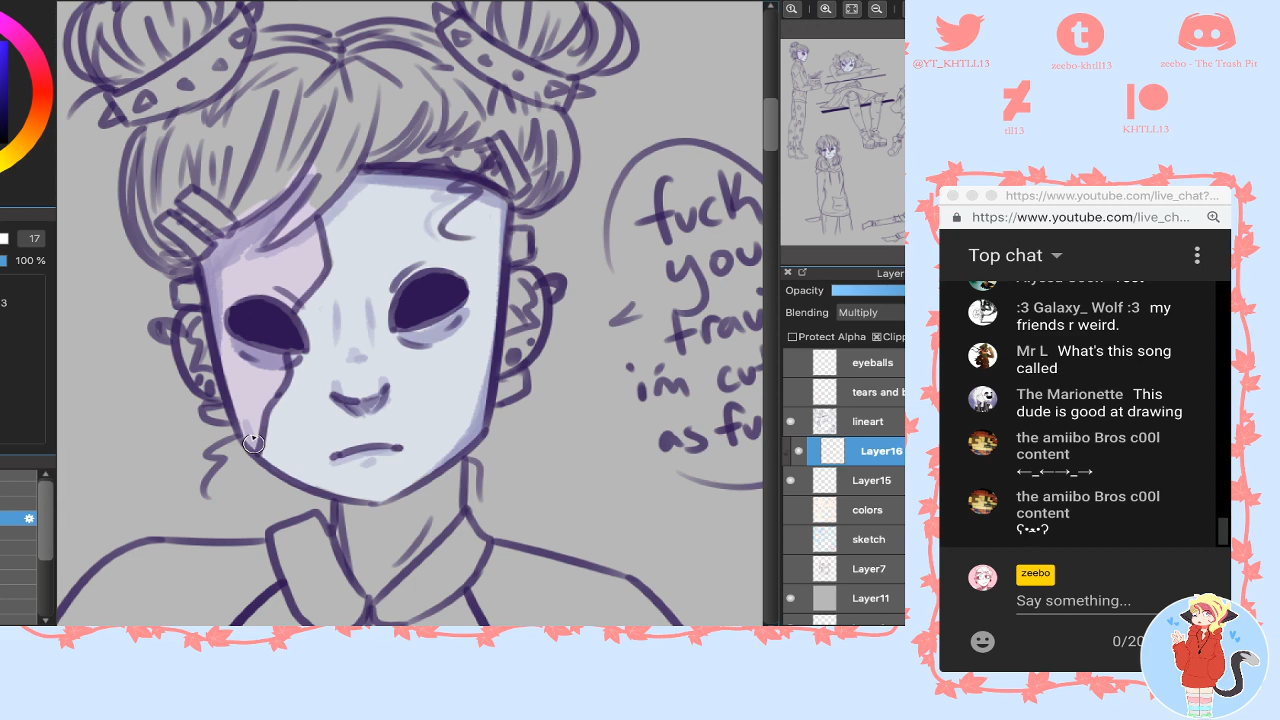 17
100 %
3
fuck
you
i'm cu
as fu
Layer
Opacity
Blending Multiply
Protect Alpha Clipp
eyeballs
tears and b
lineart
Layer16
Layer15
colors
sketch
Layer7
Layer11
@YT_KHTLL13
zeebo-khtll13
zeebo - The Trash Pit
tll13
KHTLL13
https://www.youtube.com/live_chat?...
https://www.youtube.com/live_ch...
Top chat
:3 Galaxy_ Wolf :3 my
friends r weird.
Mr L What's this song
called
The Marionette This
dude is good at drawing
the amiibo Bros c00l
content
←_←→_→
the amiibo Bros c00l
content
ʕ•ﻌ•ʔ
zeebo
Say something...
0/20